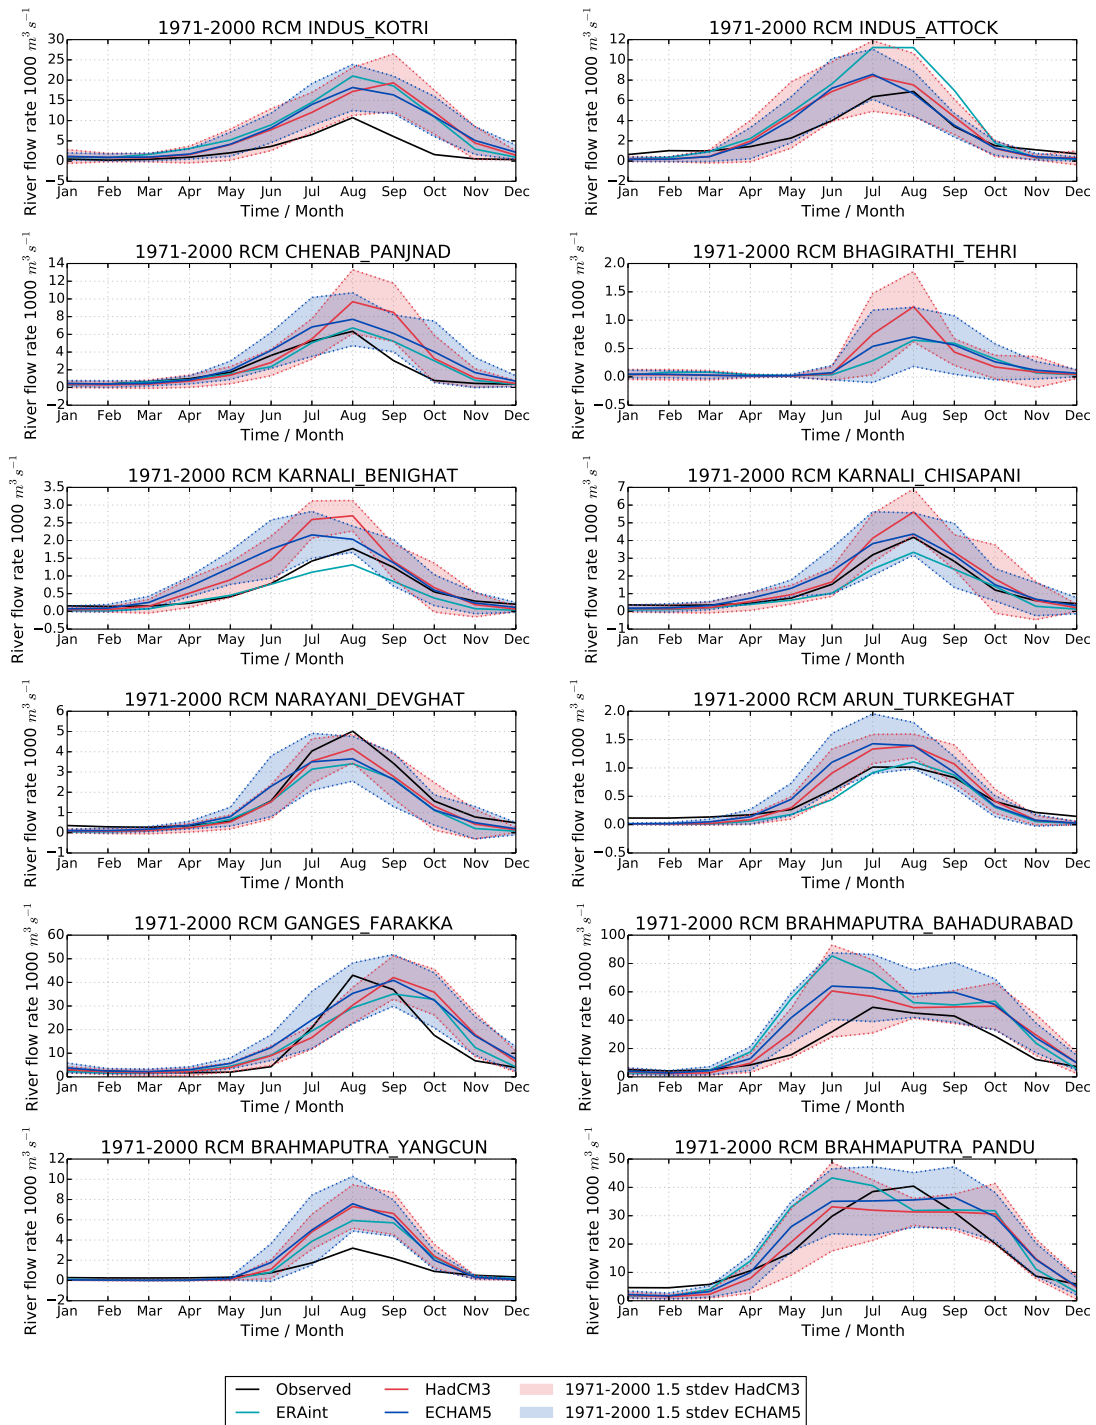 1971-2000 RCM INDUS_KOTRI
River flow rate 1000 m³ s⁻¹
30
25
20
15
10
5
0
−5
Jan Feb Mar Apr May Jun Jul Aug Sep Oct Nov Dec
Time / Month
1971-2000 RCM INDUS_ATTOCK
River flow rate 1000 m³ s⁻¹
12
10
8
6
4
2
0
−2
Jan Feb Mar Apr May Jun Jul Aug Sep Oct Nov Dec
Time / Month
1971-2000 RCM CHENAB_PANJNAD
River flow rate 1000 m³ s⁻¹
14
12
10
8
6
4
2
0
−2
Jan Feb Mar Apr May Jun Jul Aug Sep Oct Nov Dec
Time / Month
1971-2000 RCM BHAGIRATHI_TEHRI
River flow rate 1000 m³ s⁻¹
2.0
1.5
1.0
0.5
0.0
−0.5
Jan Feb Mar Apr May Jun Jul Aug Sep Oct Nov Dec
Time / Month
1971-2000 RCM KARNALI_BENIGHAT
River flow rate 1000 m³ s⁻¹
3.5
3.0
2.5
2.0
1.5
1.0
0.5
0.0
−0.5
Jan Feb Mar Apr May Jun Jul Aug Sep Oct Nov Dec
Time / Month
1971-2000 RCM KARNALI_CHISAPANI
River flow rate 1000 m³ s⁻¹
7
6
5
4
3
2
1
0
−1
Jan Feb Mar Apr May Jun Jul Aug Sep Oct Nov Dec
Time / Month
1971-2000 RCM NARAYANI_DEVGHAT
River flow rate 1000 m³ s⁻¹
6
5
4
3
2
1
0
−1
Jan Feb Mar Apr May Jun Jul Aug Sep Oct Nov Dec
Time / Month
1971-2000 RCM ARUN_TURKEGHAT
River flow rate 1000 m³ s⁻¹
2.0
1.5
1.0
0.5
0.0
−0.5
Jan Feb Mar Apr May Jun Jul Aug Sep Oct Nov Dec
Time / Month
1971-2000 RCM GANGES_FARAKKA
River flow rate 1000 m³ s⁻¹
60
50
40
30
20
10
0
Jan Feb Mar Apr May Jun Jul Aug Sep Oct Nov Dec
Time / Month
1971-2000 RCM BRAHMAPUTRA_BAHADURABAD
River flow rate 1000 m³ s⁻¹
100
80
60
40
20
0
Jan Feb Mar Apr May Jun Jul Aug Sep Oct Nov Dec
Time / Month
1971-2000 RCM BRAHMAPUTRA_YANGCUN
River flow rate 1000 m³ s⁻¹
12
10
8
6
4
2
0
−2
Jan Feb Mar Apr May Jun Jul Aug Sep Oct Nov Dec
Time / Month
1971-2000 RCM BRAHMAPUTRA_PANDU
River flow rate 1000 m³ s⁻¹
50
40
30
20
10
0
Jan Feb Mar Apr May Jun Jul Aug Sep Oct Nov Dec
Time / Month
Observed HadCM3 1971-2000 1.5 stdev HadCM3
ERAint ECHAM5 1971-2000 1.5 stdev ECHAM5